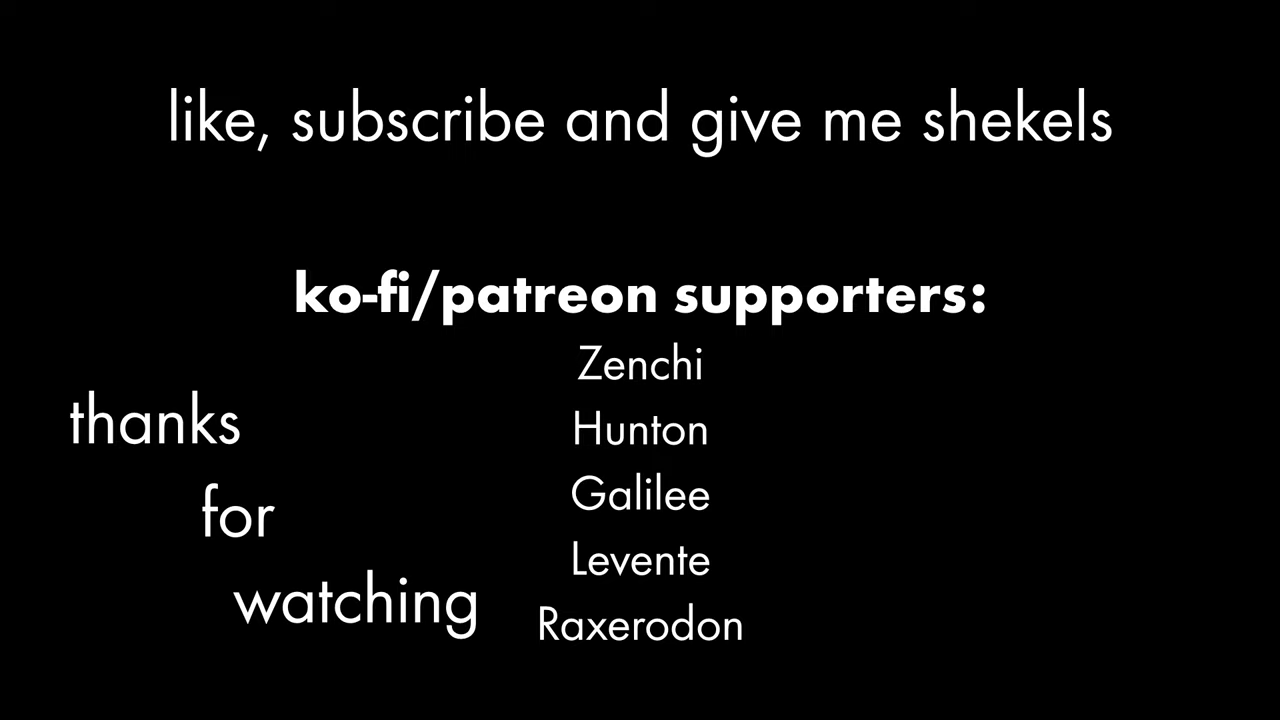 like, subscribe and give me shekels
ko-fi/patreon supporters:
Zenchi
Hunton
Galilee
Levente
Raxerodon
thanks
for
watching